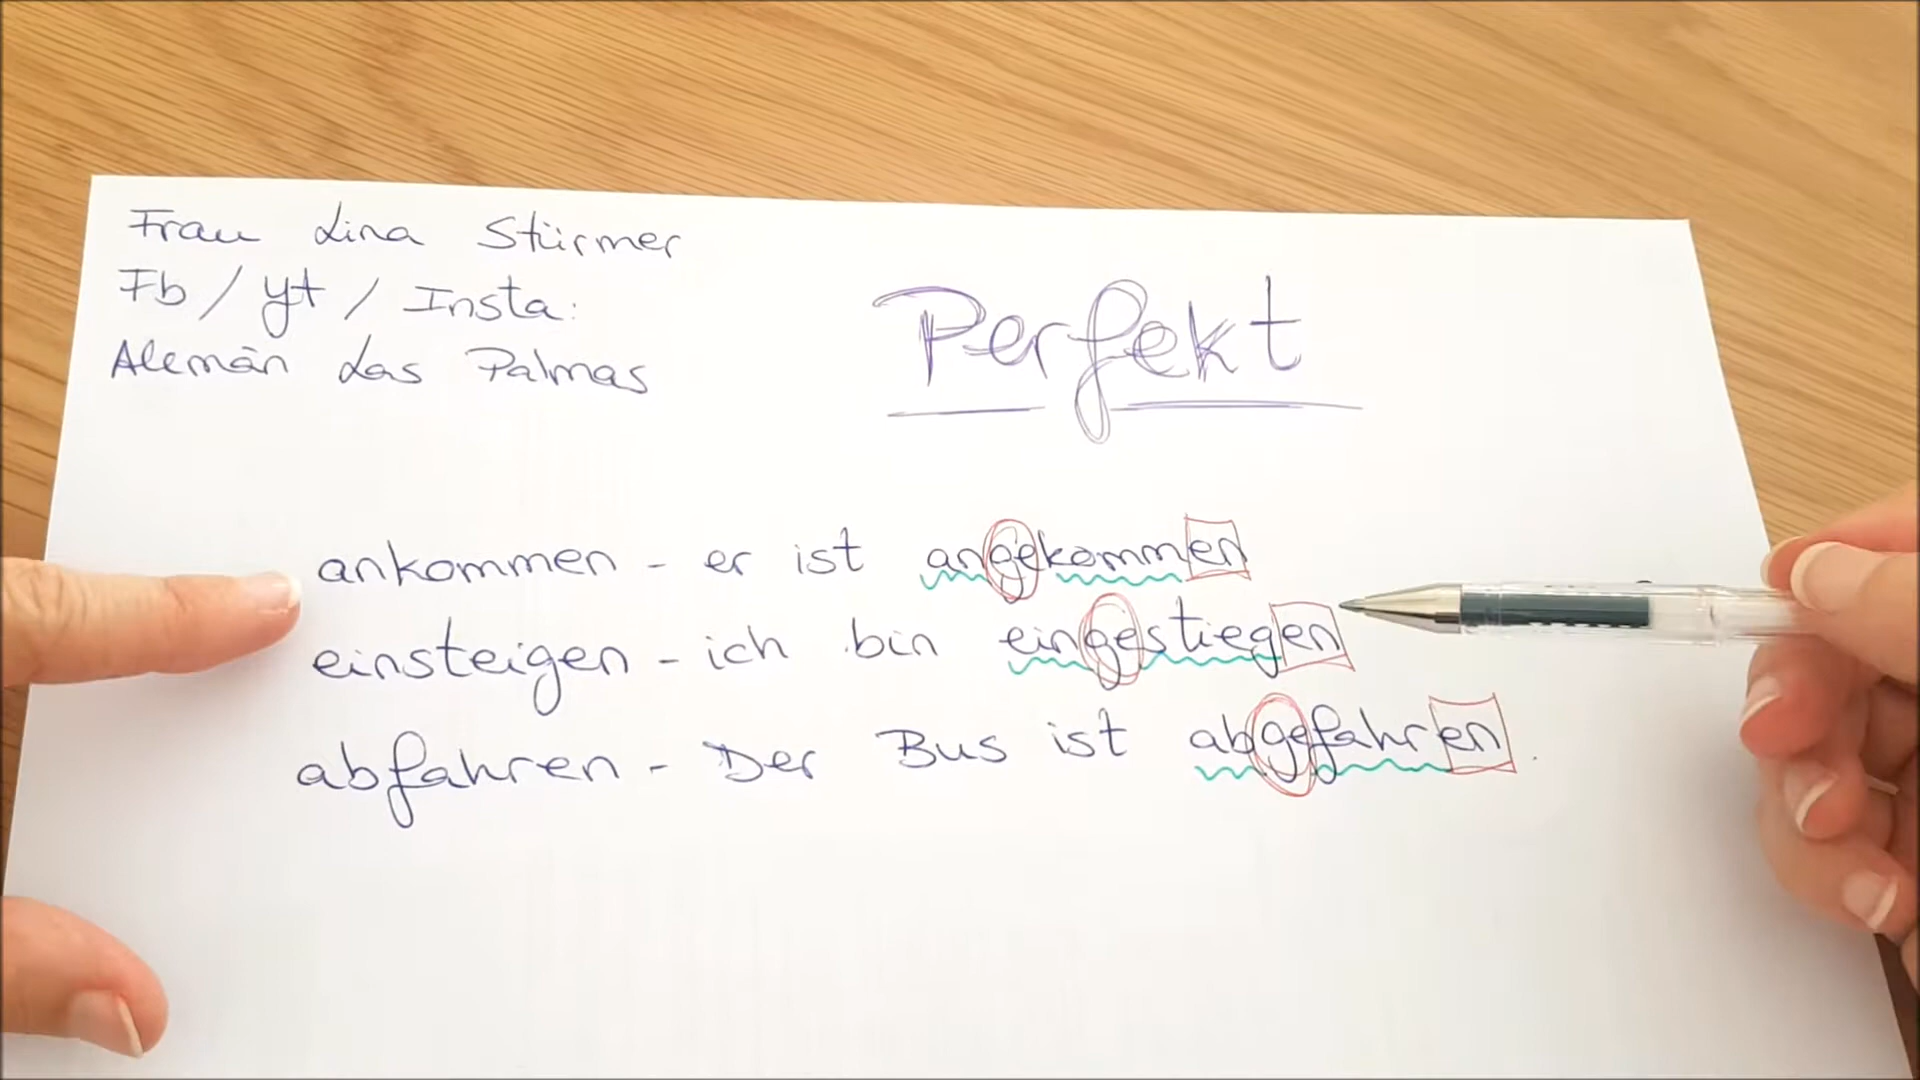 Frau Lina Stürmer
Fb / yt / Insta:
Alemán Las Palmas
Perfekt
ankommen - er ist angekommen
einsteigen - ich bin eingestiegen
abfahren - Der Bus ist abgefahren.